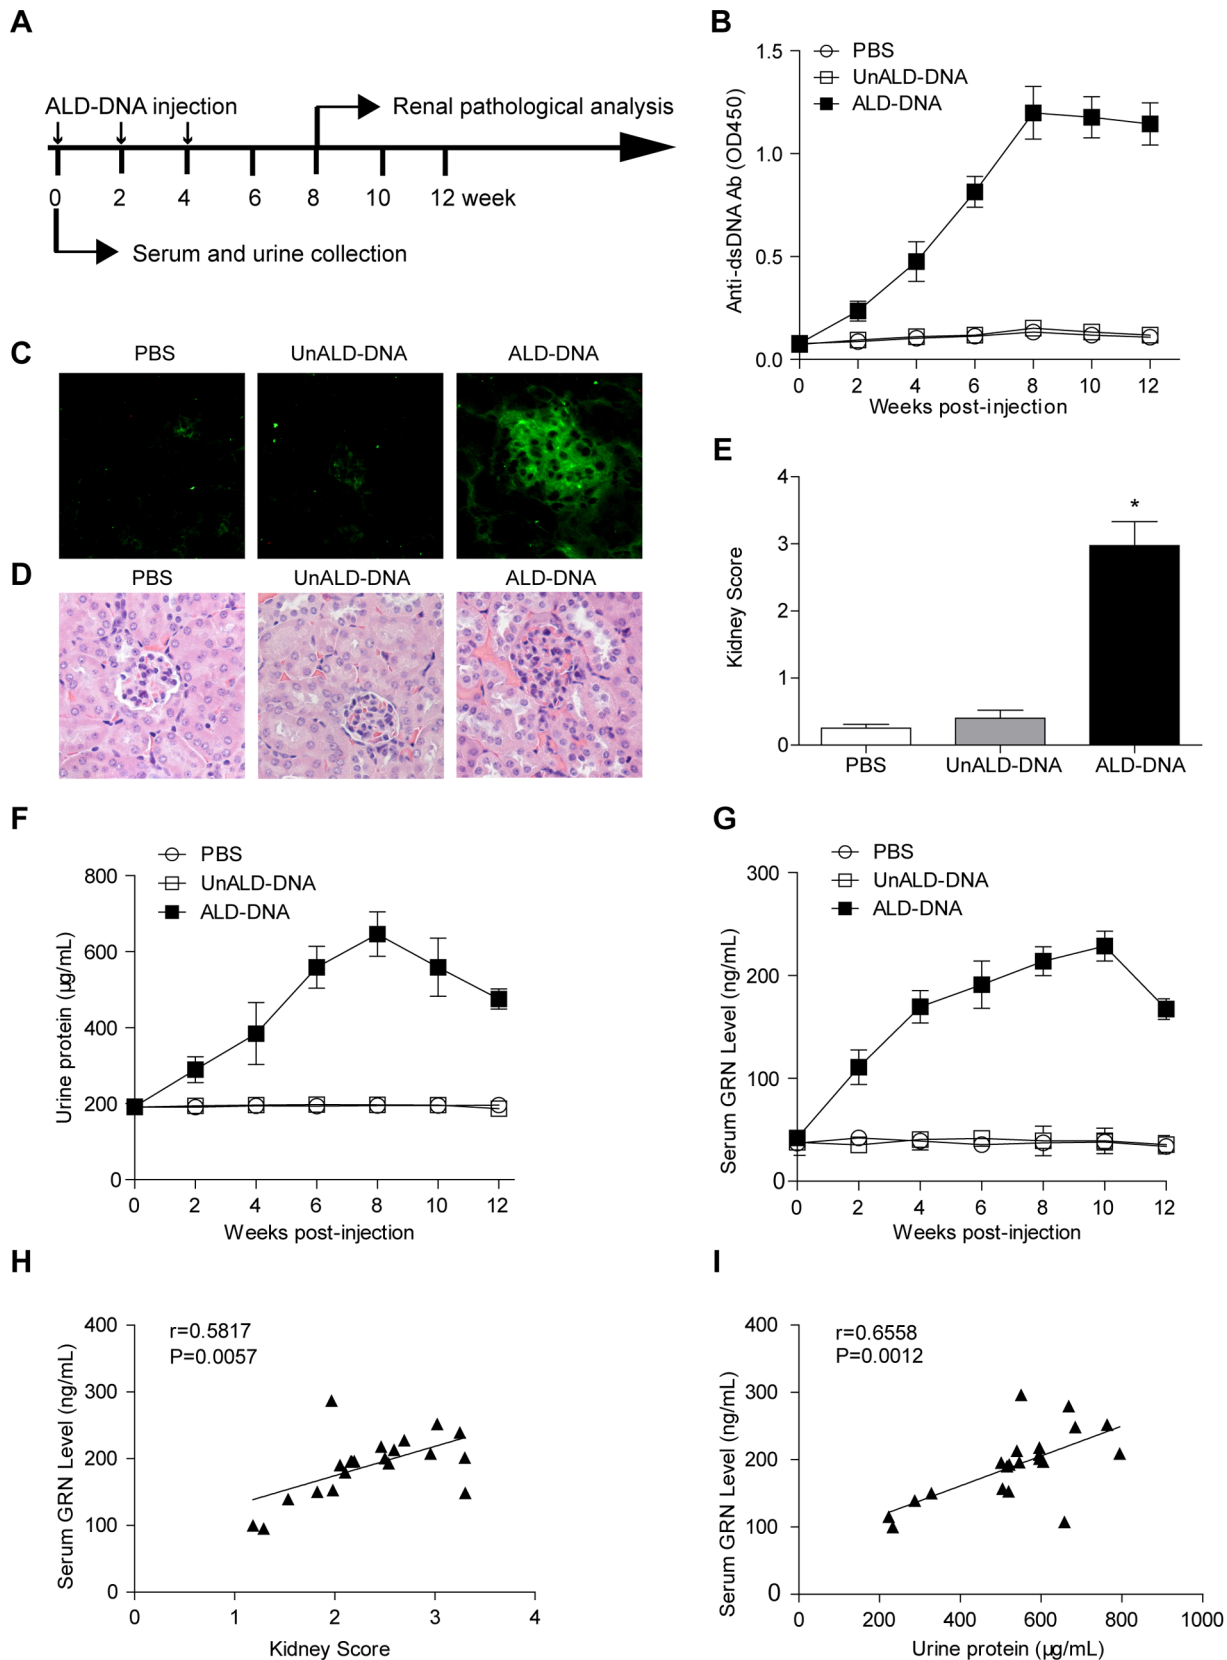 A
ALD-DNA injection
Renal pathological analysis
0 2 4 6 8 10 12 week
Serum and urine collection
B
PBS
UnALD-DNA
ALD-DNA
Anti-dsDNA Ab (OD450)
1.5
1.0
0.5
0.0
0 2 4 6 8 10 12
Weeks post-injection
C
PBS UnALD-DNA ALD-DNA
D
PBS UnALD-DNA ALD-DNA
E
Kidney Score
4
3
2
1
0
*
PBS UnALD-DNA ALD-DNA
F
PBS
UnALD-DNA
ALD-DNA
Urine protein (µg/mL)
800
600
400
200
0
0 2 4 6 8 10 12
Weeks post-injection
G
PBS
UnALD-DNA
ALD-DNA
Serum GRN Level (ng/mL)
300
200
100
0
0 2 4 6 8 10 12
Weeks post-injection
H
r=0.5817
P=0.0057
Serum GRN Level (ng/mL)
400
300
200
100
0
0 1 2 3 4
Kidney Score
I
r=0.6558
P=0.0012
Serum GRN Level (ng/mL)
400
300
200
100
0
0 200 400 600 800 1000
Urine protein (µg/mL)